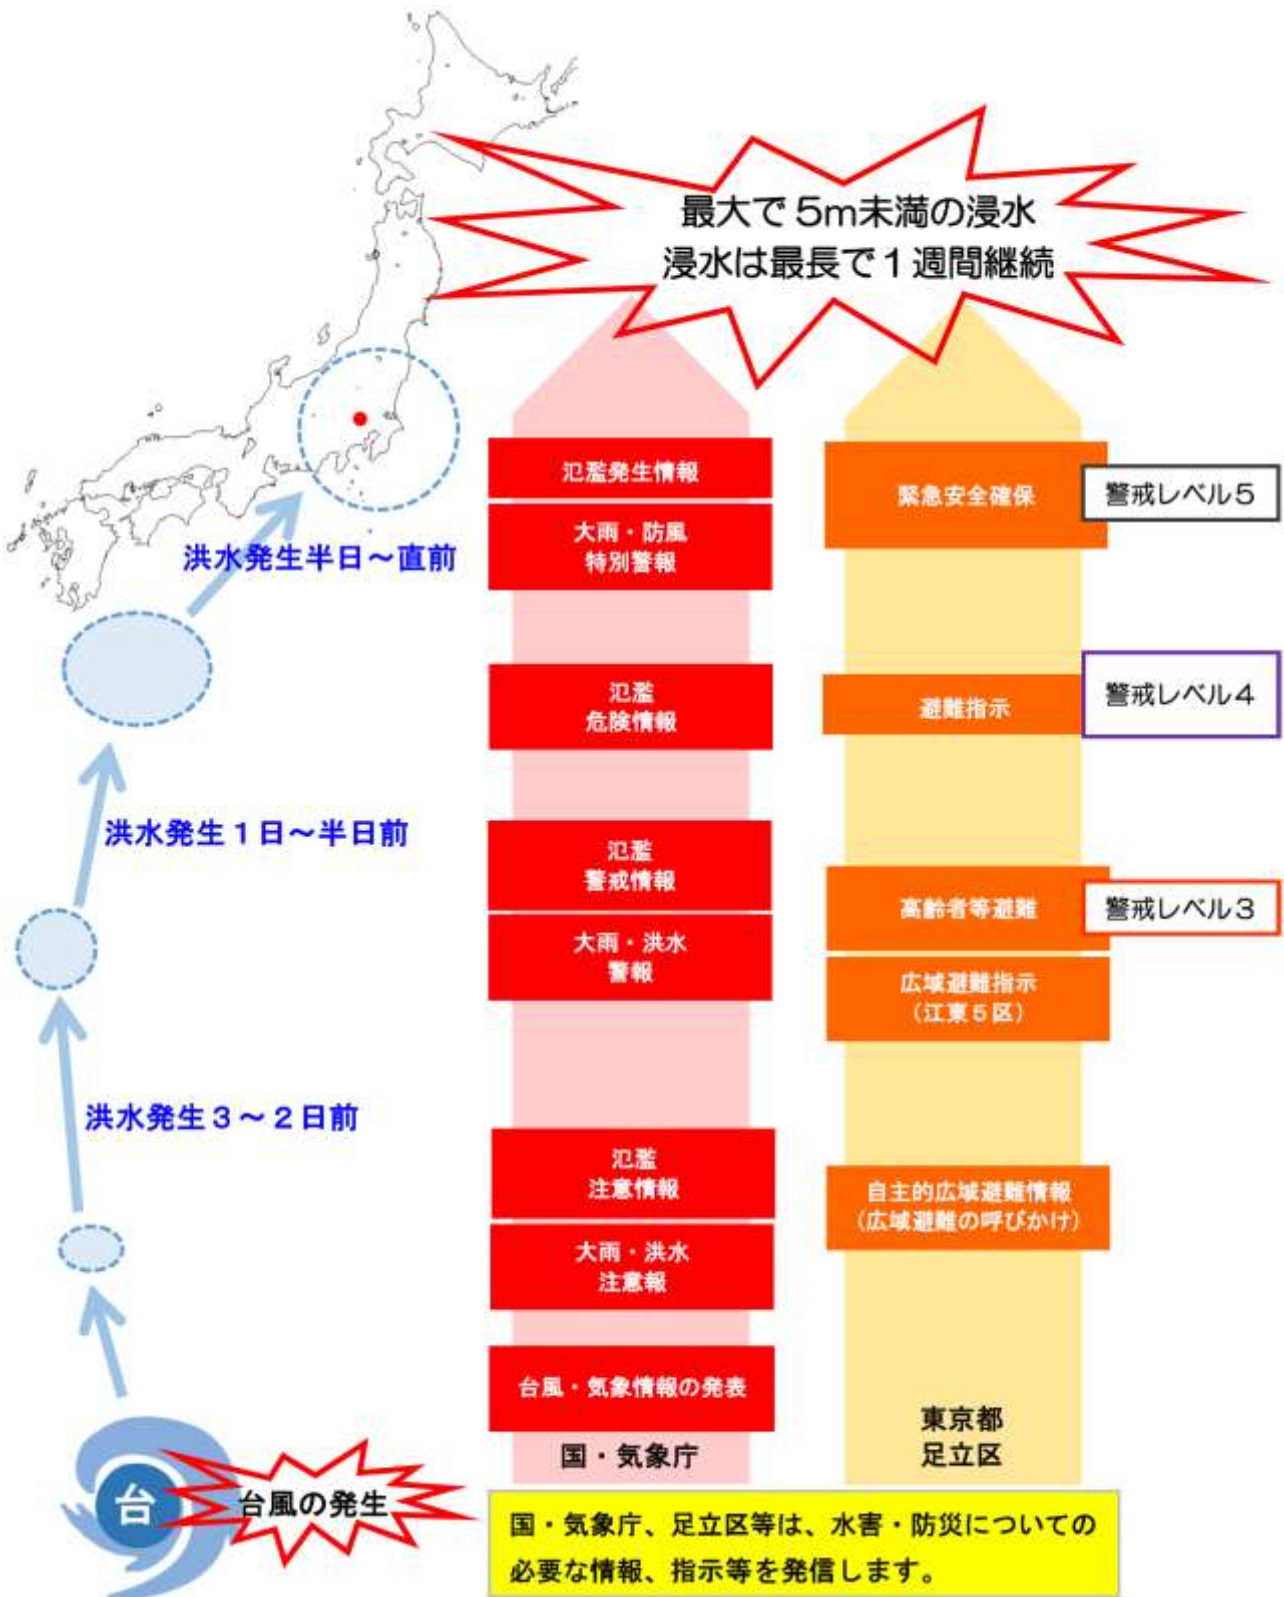 最大で5m未満の浸水
浸水は最長で1週間継続
氾濫発生情報
大雨・防風
特別警報
緊急安全確保
警戒レベル5
洪水発生半日～直前
氾濫
危険情報
避難指示
警戒レベル4
洪水発生1日～半日前
氾濫
警戒情報
大雨・洪水
警報
高齢者等避難
警戒レベル3
広域避難指示
(江東5区)
洪水発生3～2日前
氾濫
注意情報
大雨・洪水
注意報
自主的広域避難情報
(広域避難の呼びかけ)
台風・気象情報の発表
国・気象庁
東京都
足立区
台
台風の発生
国・気象庁、足立区等は、水害・防災についての
必要な情報、指示等を発信します。